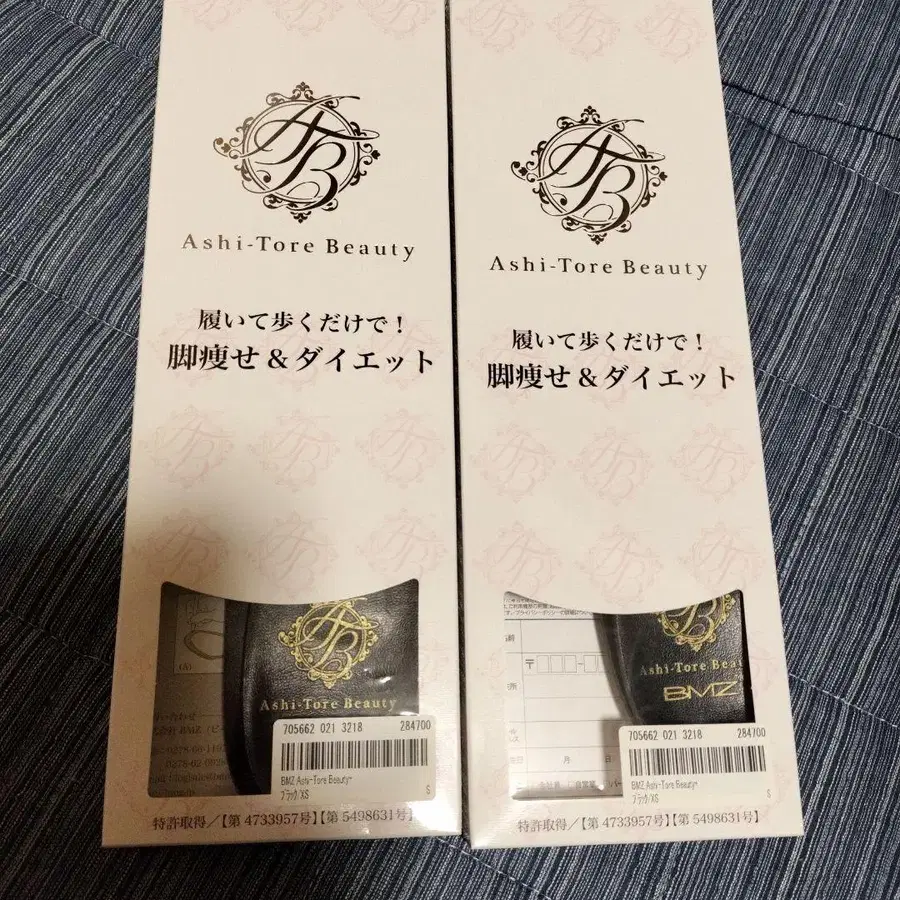 Ashi-Tore Beauty
履いて歩くだけで！
脚痩せ＆ダイエット
(A)
Ashi-Tore Beauty
705662 021 3218 284700
BMZ Ashi-Tore Beauty
ブラック/XS S
特許取得／【第 4733957号】【第 5498631号】
Ashi-Tore Beauty
履いて歩くだけで！
脚痩せ＆ダイエット
〒
Ashi-Tore Beau
BMZ
月 日
705662 021 3218 284700
BMZ Ashi-Tore Beauty
ブラック/XS S
特許取得／【第 4733957号】【第 5498631号】